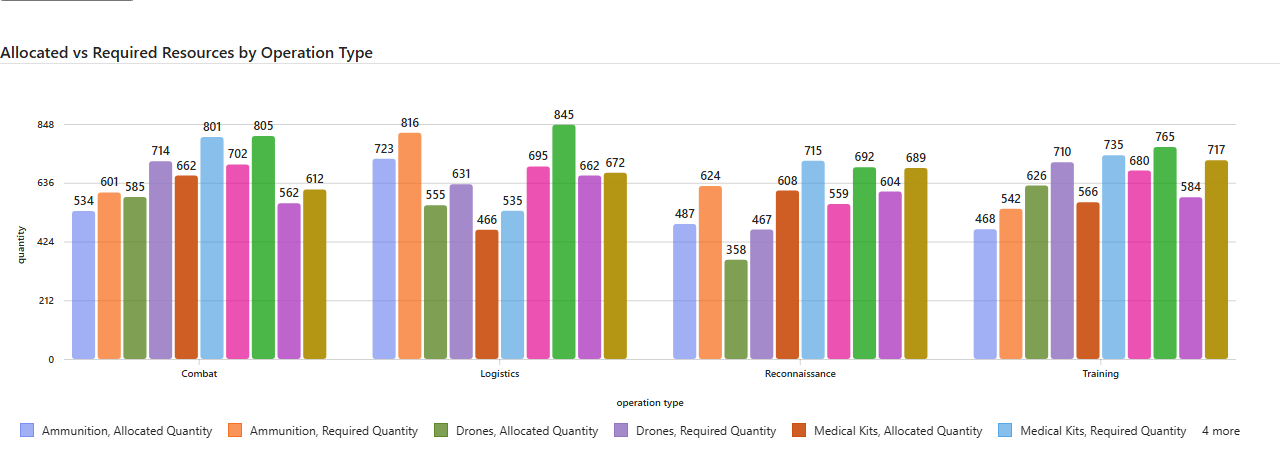 Allocated vs Required Resources by Operation Type
848
636
424
212
0
quantity
534 601 585 714 662 801 702 805 562 612
723 816 555 631 466 535 695 845 662 672
487 624 358 467 608 715 559 692 604 689
468 542 626 710 566 735 680 765 584 717
Combat Logistics Reconnaissance Training
operation type
Ammunition, Allocated Quantity Ammunition, Required Quantity Drones, Allocated Quantity Drones, Required Quantity Medical Kits, Allocated Quantity Medical Kits, Required Quantity 4 more